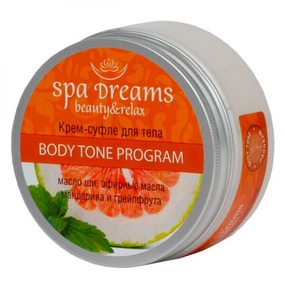 spa Dreams
beauty&relax
Крем-суфле для тела
BODY TONE PROGRAM
масло ши, эфирные масла
мандарина и грейпфрута